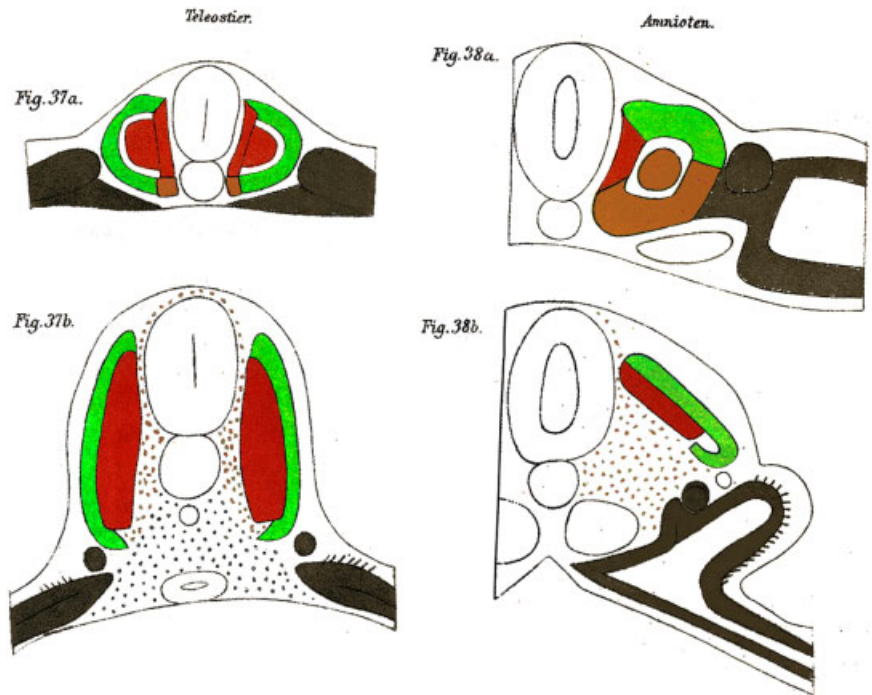 Teleostier.
Amnioten.
Fig. 37a.
Fig. 38a.
Fig. 37b.
Fig. 38b.